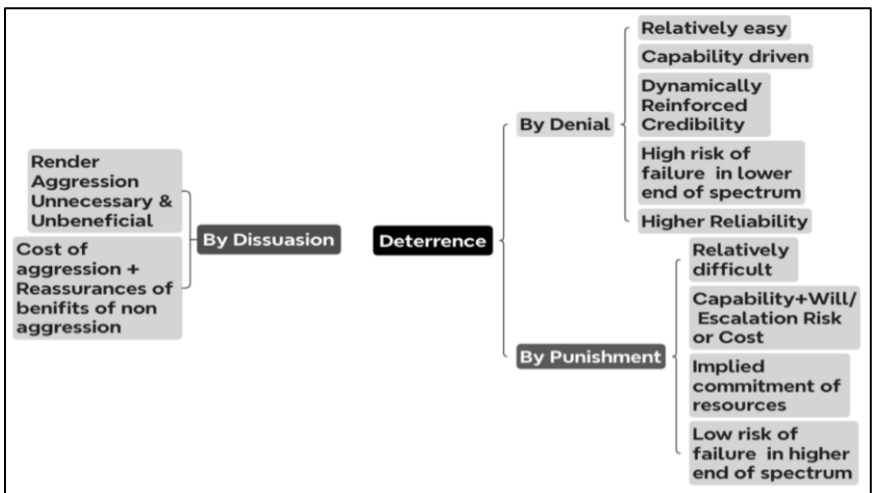 Render
Aggression
Unnecessary &
Unbeneficial
Cost of
aggression +
Reassurances of
benifits of non
aggression
By Dissuasion
Deterrence
By Denial
Relatively easy
Capability driven
Dynamically
Reinforced
Credibility
High risk of
failure in lower
end of spectrum
Higher Reliability
By Punishment
Relatively
difficult
Capability+Will/
Escalation Risk
or Cost
Implied
commitment of
resources
Low risk of
failure in higher
end of spectrum